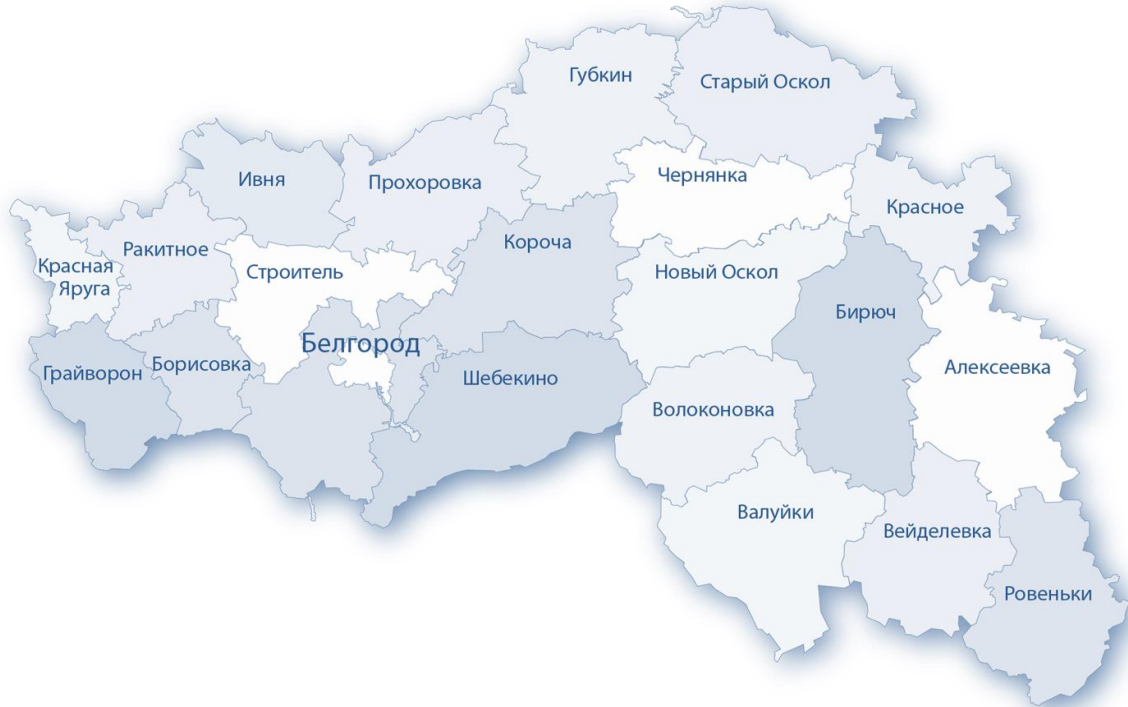 Губкин
Старый Оскол
Ивня
Прохоровка
Чернянка
Красное
Ракитное
Короча
Красная
Яруга
Строитель
Новый Оскол
Бирюч
Белгород
Грайворон
Борисовка
Шебекино
Алексеевка
Волоконовка
Валуйки
Вейделевка
Ровеньки